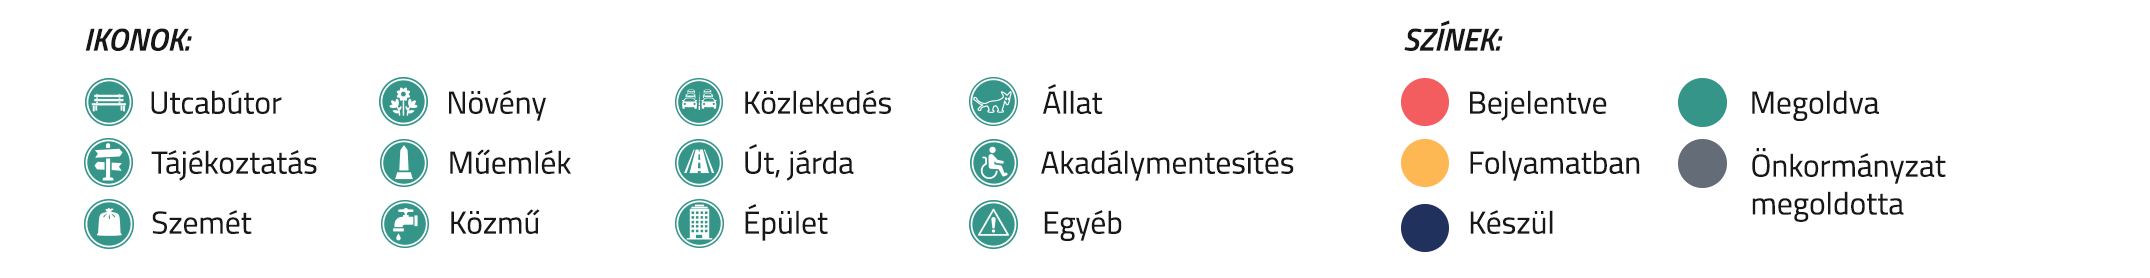 IKONOK:
Utcabútor
Növény
Közlekedés
Állat
Tájékoztatás
Műemlék
Út, járda
Akadálymentesítés
Szemét
Közmű
Épület
Egyéb
SZÍNEK:
Bejelentve
Megoldva
Folyamatban
Önkormányzat
megoldotta
Készül